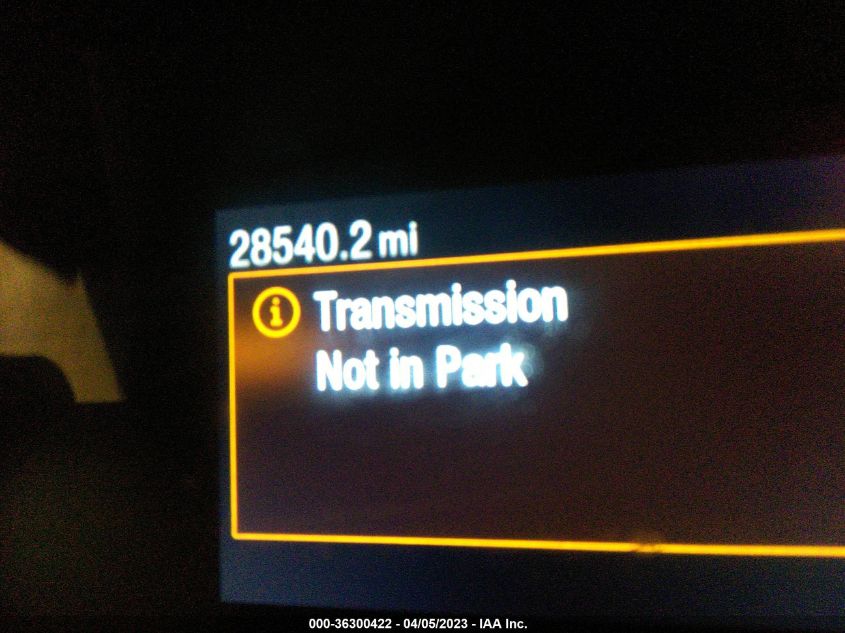 28540.2 mi
Transmission
Not in Park
000-36300422 - 04/05/2023 - IAA Inc.